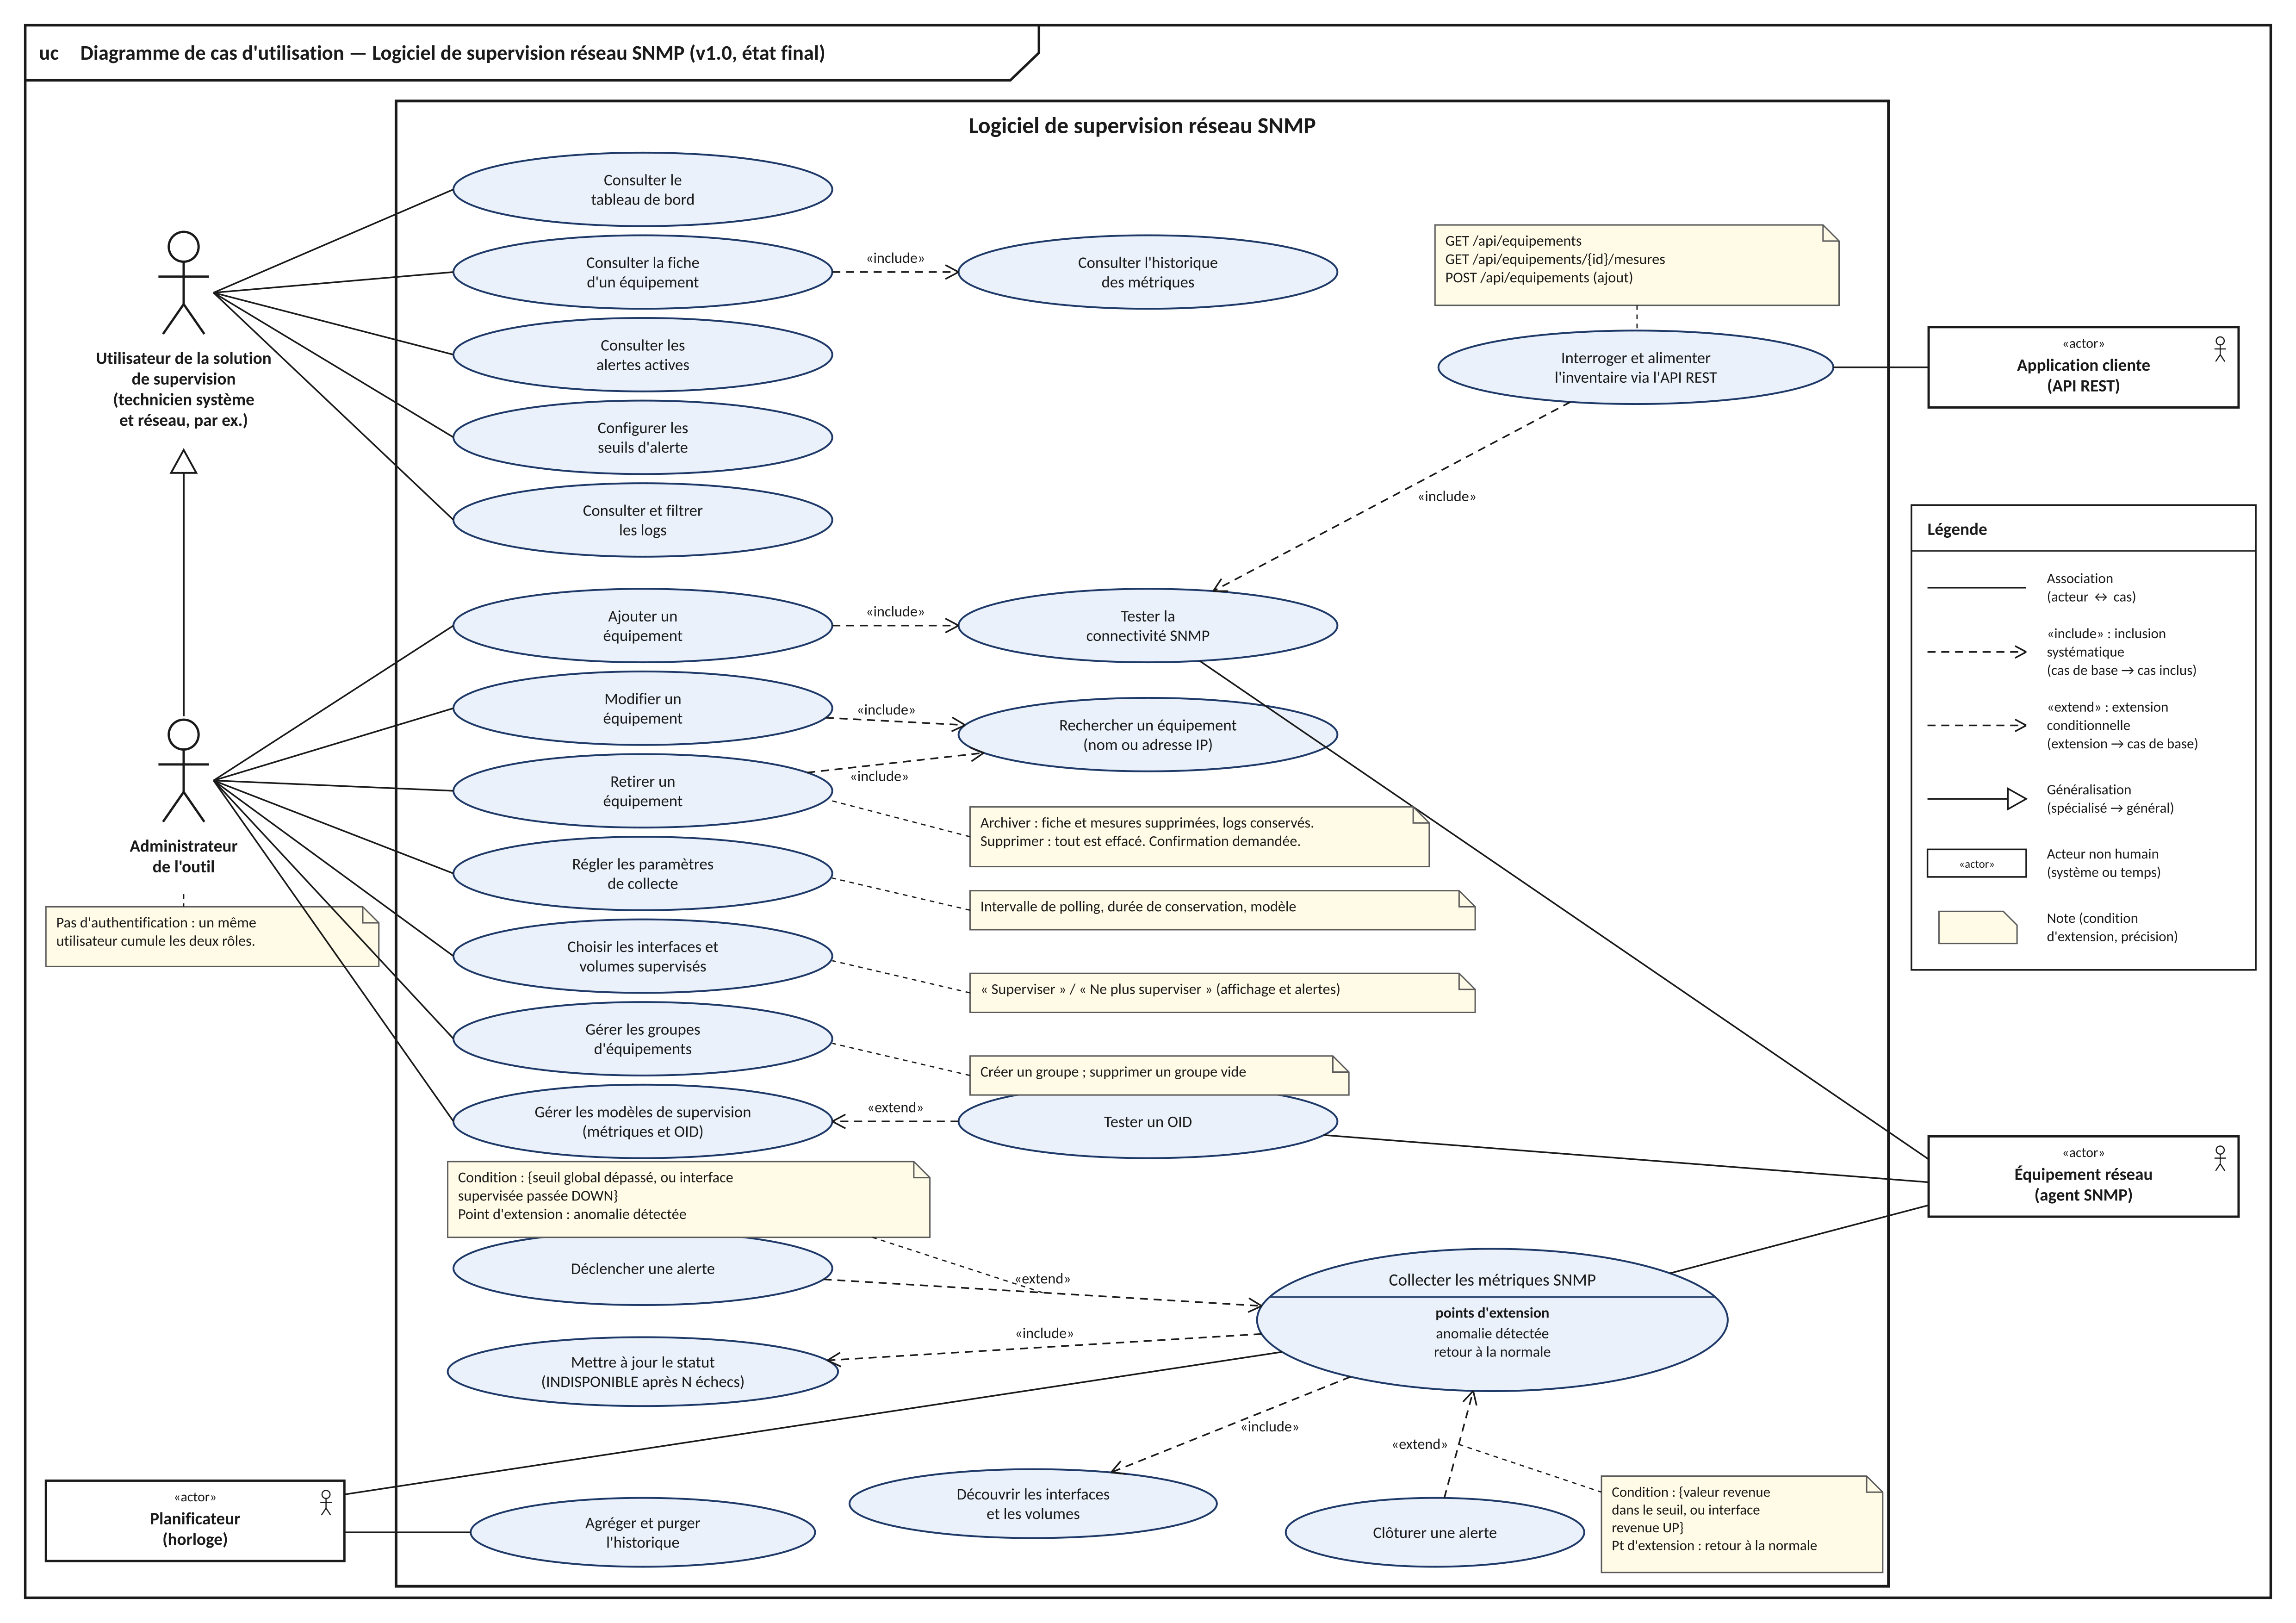 uc Diagramme de cas d'utilisation — Logiciel de supervision réseau SNMP (v1.0, état final)
Logiciel de supervision réseau SNMP
Consulter le
tableau de bord
Consulter la fiche
d'un équipement
«include»
Consulter l'historique
des métriques
GET /api/equipements
GET /api/equipements/{id}/mesures
POST /api/equipements (ajout)
Utilisateur de la solution
de supervision
(technicien système
et réseau, par ex.)
Consulter les
alertes actives
Interroger et alimenter
l'inventaire via l'API REST
«actor»
Application cliente
(API REST)
Configurer les
seuils d'alerte
Consulter et filtrer
les logs
«include»
Légende
Association
(acteur ↔ cas)
«include» : inclusion
systématique
(cas de base → cas inclus)
«extend» : extension
conditionnelle
(extension → cas de base)
Généralisation
(spécialisé → général)
«actor»
Acteur non humain
(système ou temps)
Note (condition
d'extension, précision)
Ajouter un
équipement
«include»
Tester la
connectivité SNMP
Modifier un
équipement
«include»
Rechercher un équipement
(nom ou adresse IP)
Retirer un
équipement
«include»
Archiver : fiche et mesures supprimées, logs conservés.
Supprimer : tout est effacé. Confirmation demandée.
Administrateur
de l'outil
Pas d'authentification : un même
utilisateur cumule les deux rôles.
Régler les paramètres
de collecte
Intervalle de polling, durée de conservation, modèle
Choisir les interfaces et
volumes supervisés
« Superviser » / « Ne plus superviser » (affichage et alertes)
Gérer les groupes
d'équipements
Créer un groupe ; supprimer un groupe vide
Gérer les modèles de supervision
(métriques et OID)
«extend»
Tester un OID
«actor»
Équipement réseau
(agent SNMP)
Condition : {seuil global dépassé, ou interface
supervisée passée DOWN}
Point d'extension : anomalie détectée
Déclencher une alerte
«extend»
Collecter les métriques SNMP
points d'extension
anomalie détectée
retour à la normale
«include»
Mettre à jour le statut
(INDISPONIBLE après N échecs)
«include»
«extend»
«actor»
Planificateur
(horloge)
Agréger et purger
l'historique
Découvrir les interfaces
et les volumes
Clôturer une alerte
Condition : {valeur revenue
dans le seuil, ou interface
revenue UP}
Pt d'extension : retour à la normale